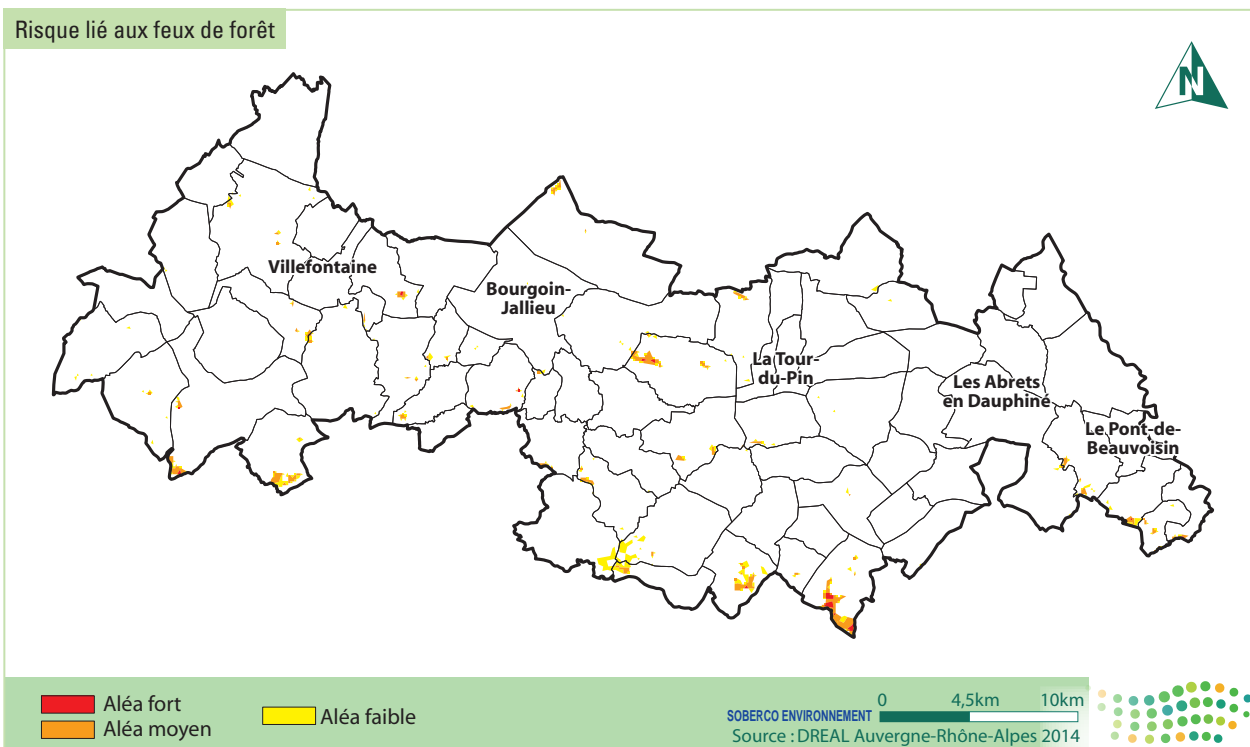 Risque lié aux feux de forêt
N
Villefontaine
Bourgoin-
Jallieu
La Tour-
du-Pin
Les Abrets
en Dauphiné
Le Pont-de-
Beauvoisin
Aléa fort
Aléa moyen
Aléa faible
0 4,5km 10km
SOBERCO ENVIRONNEMENT
Source : DREAL Auvergne-Rhône-Alpes 2014